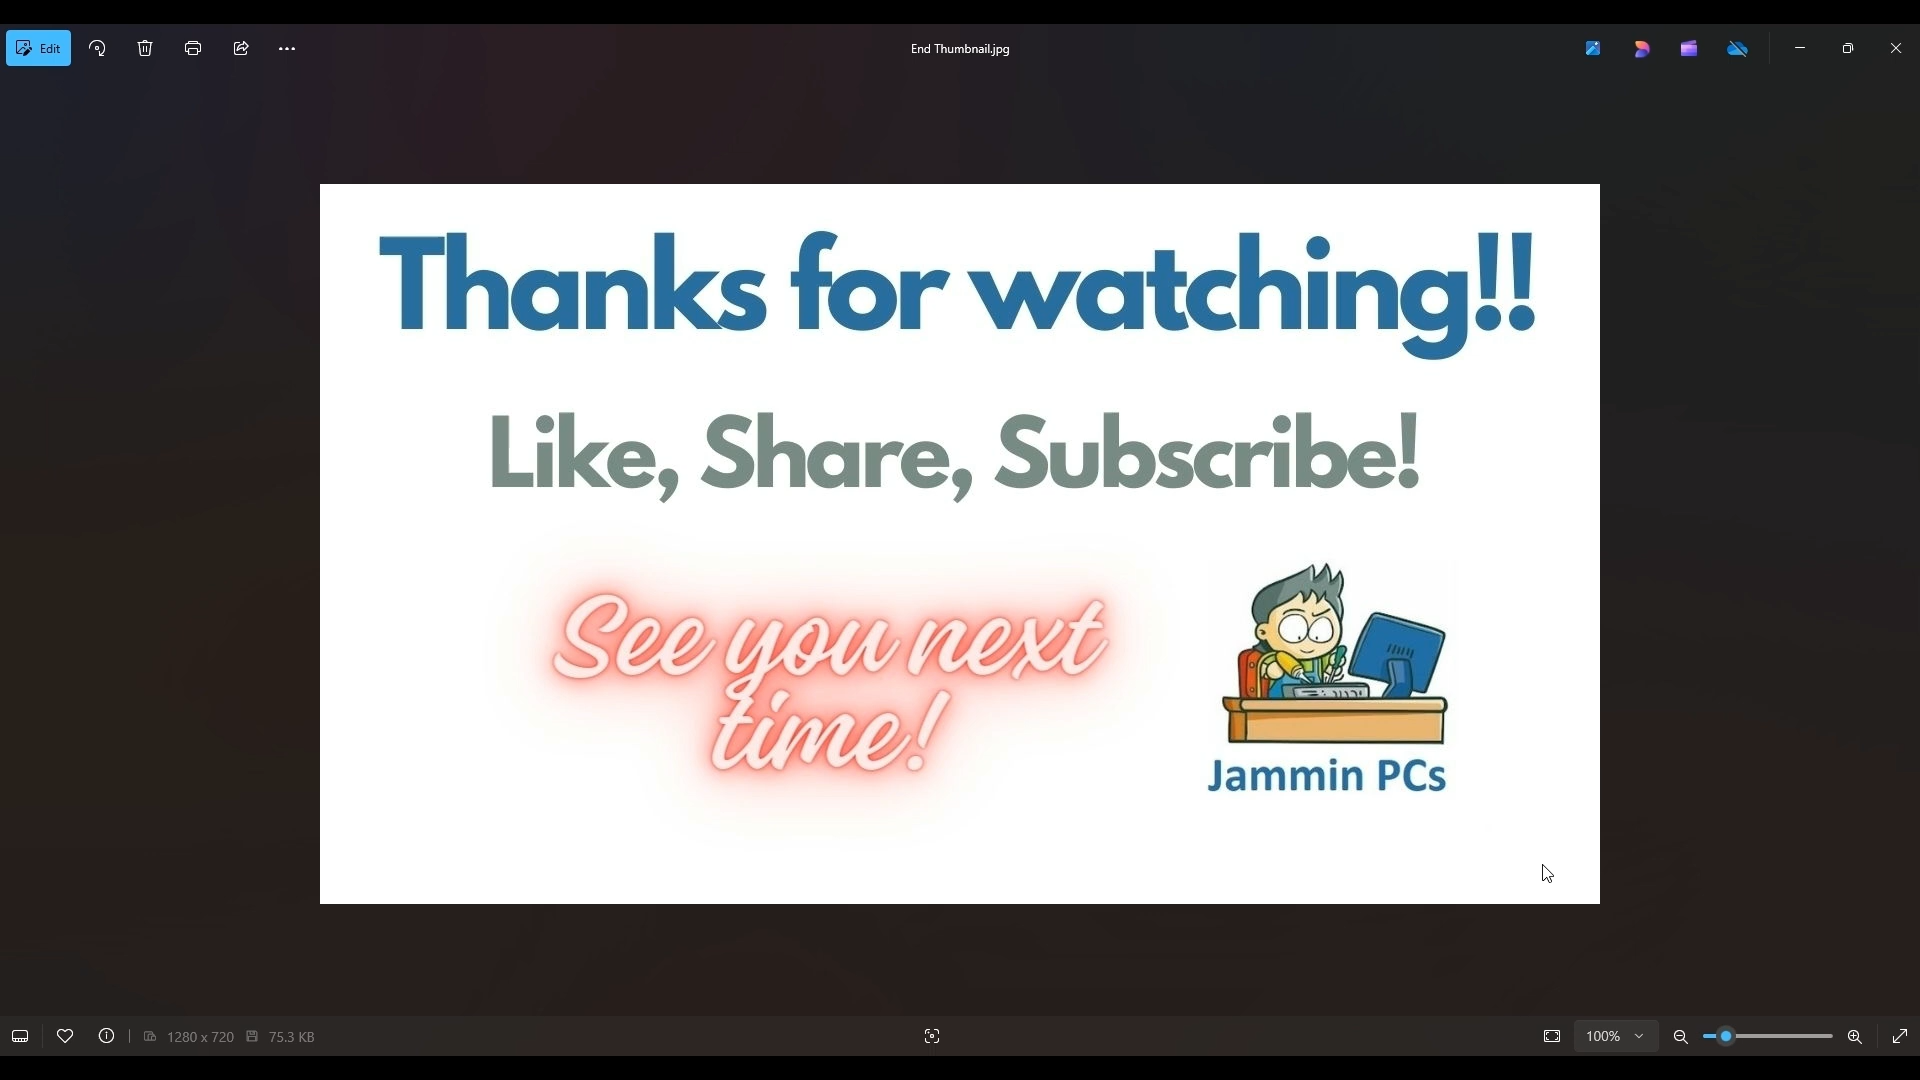 Edit
End Thumbnail.jpg
Thanks for watching!!
Like, Share, Subscribe!
See you next
time!
Jammin PCs
1280 x 720
75.3 KB
100%